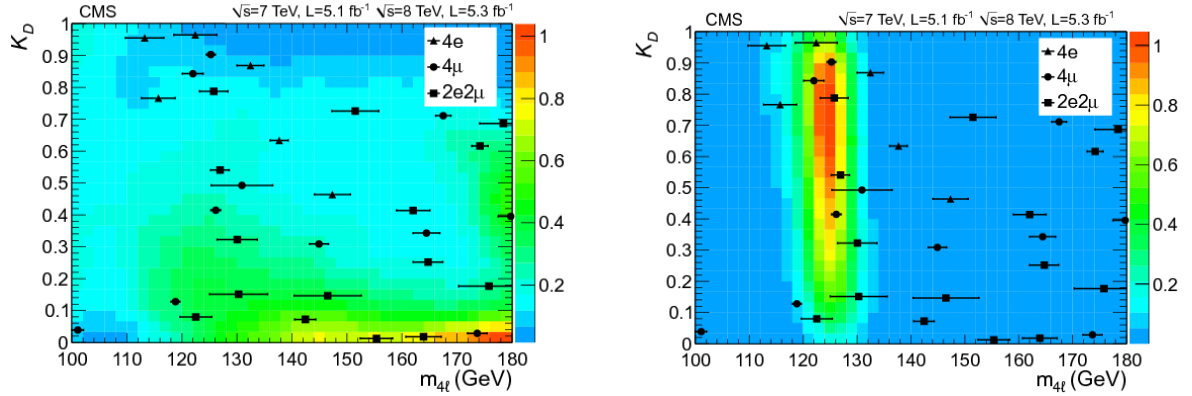 CMS √s=7 TeV, L=5.1 fb⁻¹ √s=8 TeV, L=5.3 fb⁻¹
K_D
1
0.9
0.8
0.7
0.6
0.5
0.4
0.3
0.2
0.1
0
4e
4μ
2e2μ
1
0.8
0.6
0.4
0.2
100 110 120 130 140 150 160 170 180
m_4ℓ (GeV)
CMS √s=7 TeV, L=5.1 fb⁻¹ √s=8 TeV, L=5.3 fb⁻¹
K_D
1
0.9
0.8
0.7
0.6
0.5
0.4
0.3
0.2
0.1
0
4e
4μ
2e2μ
1
0.8
0.6
0.4
0.2
100 110 120 130 140 150 160 170 180
m_4ℓ (GeV)